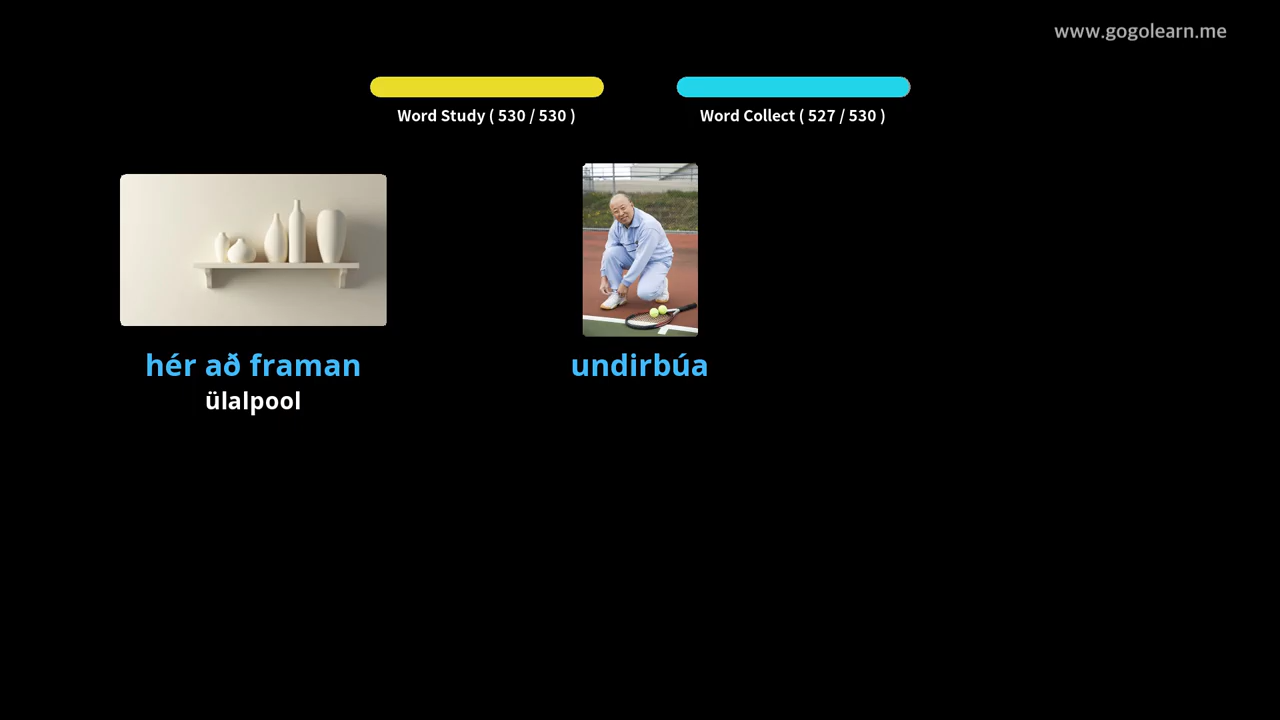 www.gogolearn.me
Word Study ( 530 / 530 )
Word Collect ( 527 / 530 )
hér að framan
ülalpool
undirbúa